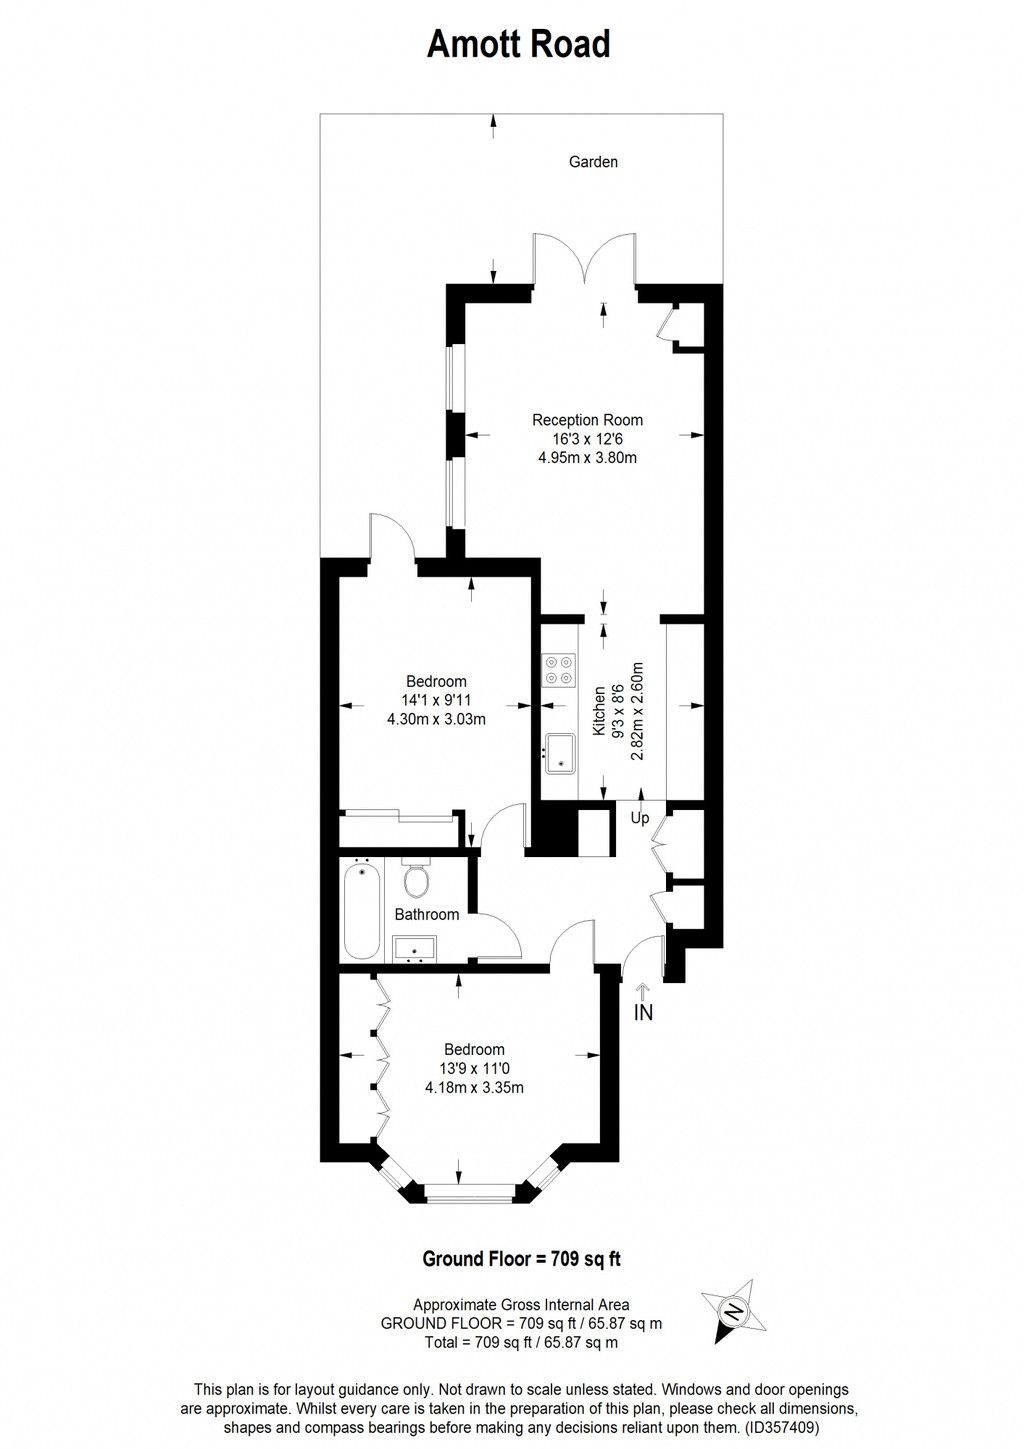 Amott Road
Garden
Reception Room
16'3 x 12'6
4.95m x 3.80m
Bedroom
14'1 x 9'11
4.30m x 3.03m
Kitchen
9'3 x 8'6
2.82m x 2.60m
Up
Bathroom
IN
Bedroom
13'9 x 11'0
4.18m x 3.35m
Ground Floor = 709 sq ft
Approximate Gross Internal Area
GROUND FLOOR = 709 sq ft / 65.87 sq m
Total = 709 sq ft / 65.87 sq m
N
This plan is for layout guidance only. Not drawn to scale unless stated. Windows and door openings
are approximate. Whilst every care is taken in the preparation of this plan, please check all dimensions,
shapes and compass bearings before making any decisions reliant upon them. (ID357409)